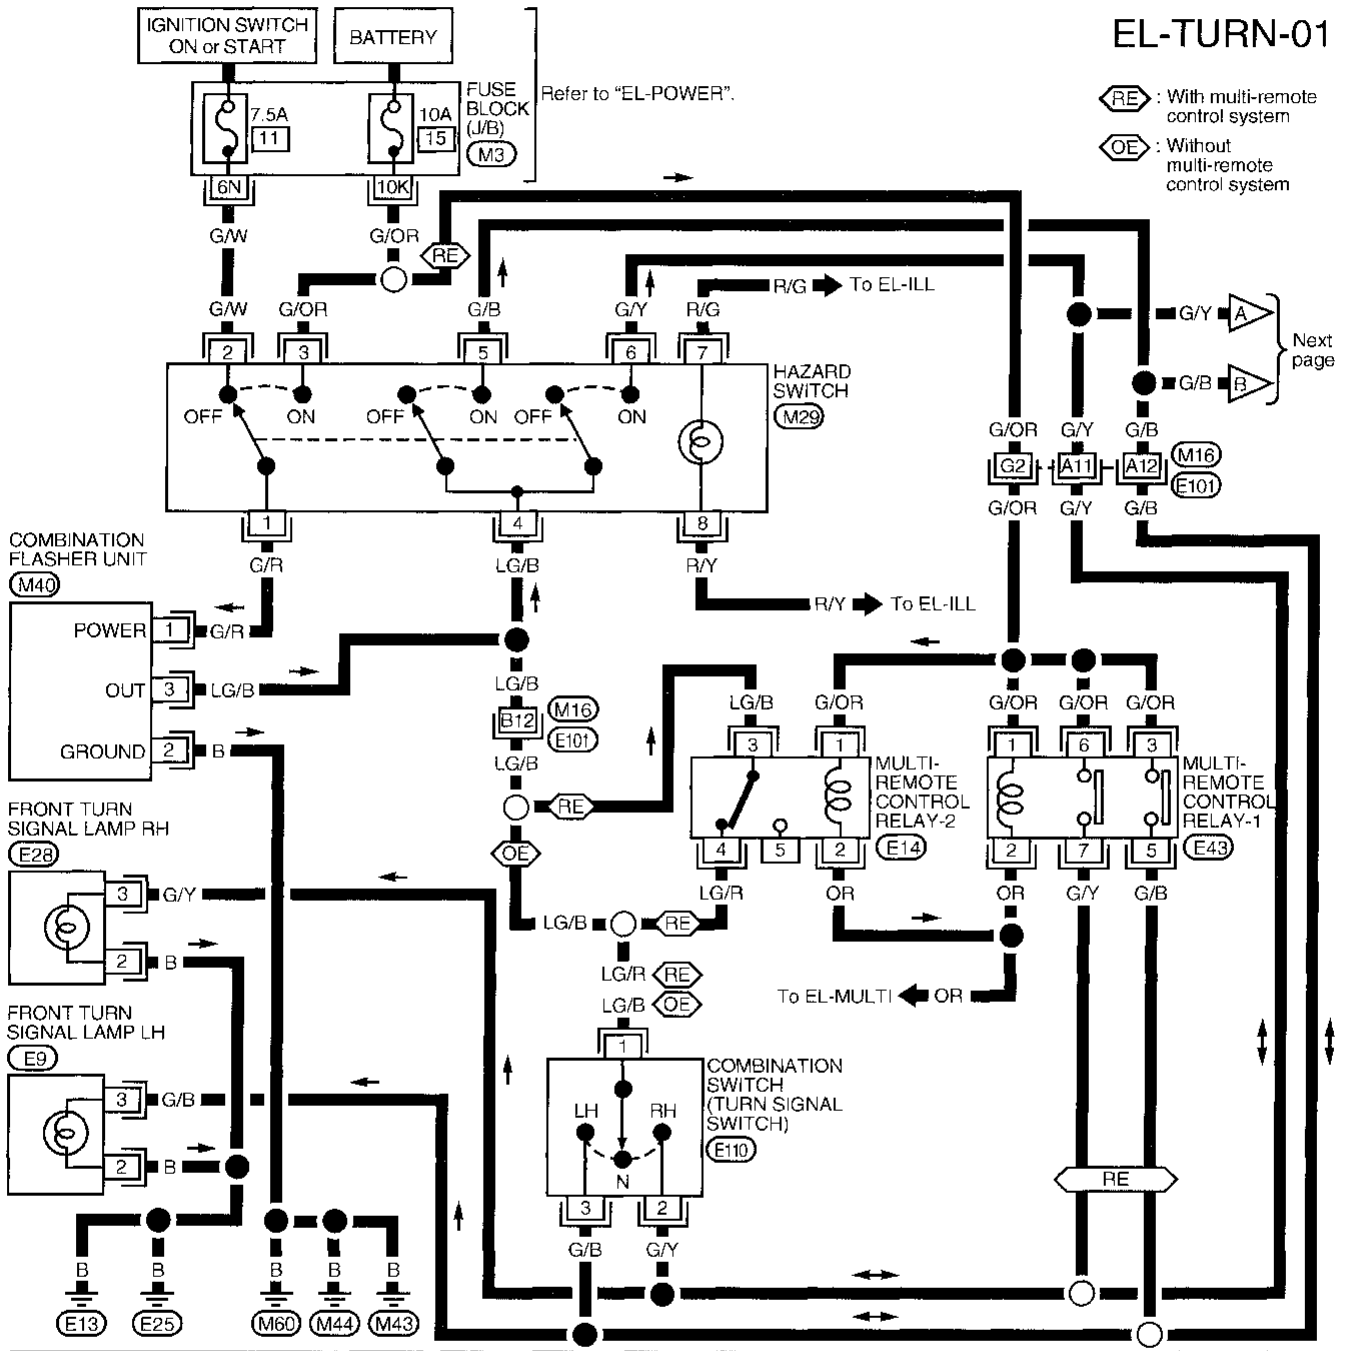 EL-TURN-01
IGNITION SWITCH
ON or START
BATTERY
7.5A
11
10A
15
FUSE
BLOCK
(J/B)
M3
Refer to "EL-POWER".
RE : With multi-remote
control system
OE : Without
multi-remote
control system
6N
10K
G/W
G/OR
RE
G/W
G/OR
G/B
G/Y
R/G
R/G
To EL-ILL
G/Y
A
G/B
B
Next
page
2
3
5
6
7
HAZARD
SWITCH
M29
OFF
ON
OFF
ON
OFF
ON
1
4
8
G/R
LG/B
R/Y
R/Y
To EL-ILL
G/OR
G/Y
G/B
G2
A11
A12
M16
E101
G/OR
G/Y
G/B
COMBINATION
FLASHER UNIT
M40
POWER
1
G/R
OUT
3
LG/B
GROUND
2
B
LG/B
B12
M16
E101
LG/B
RE
OE
LG/B
G/OR
G/OR
G/OR
G/OR
3
1
1
6
3
MULTI-
REMOTE
CONTROL
RELAY-2
E14
MULTI-
REMOTE
CONTROL
RELAY-1
E43
4
5
2
2
7
5
LG/R
OR
OR
G/Y
G/B
FRONT TURN
SIGNAL LAMP RH
E28
3
G/Y
2
B
LG/B
RE
LG/R
RE
LG/B
OE
To EL-MULTI
OR
FRONT TURN
SIGNAL LAMP LH
E9
3
G/B
2
B
1
LH
RH
N
COMBINATION
SWITCH
(TURN SIGNAL
SWITCH)
E110
3
2
G/B
G/Y
RE
B
B
B
B
B
E13
E25
M60
M44
M43